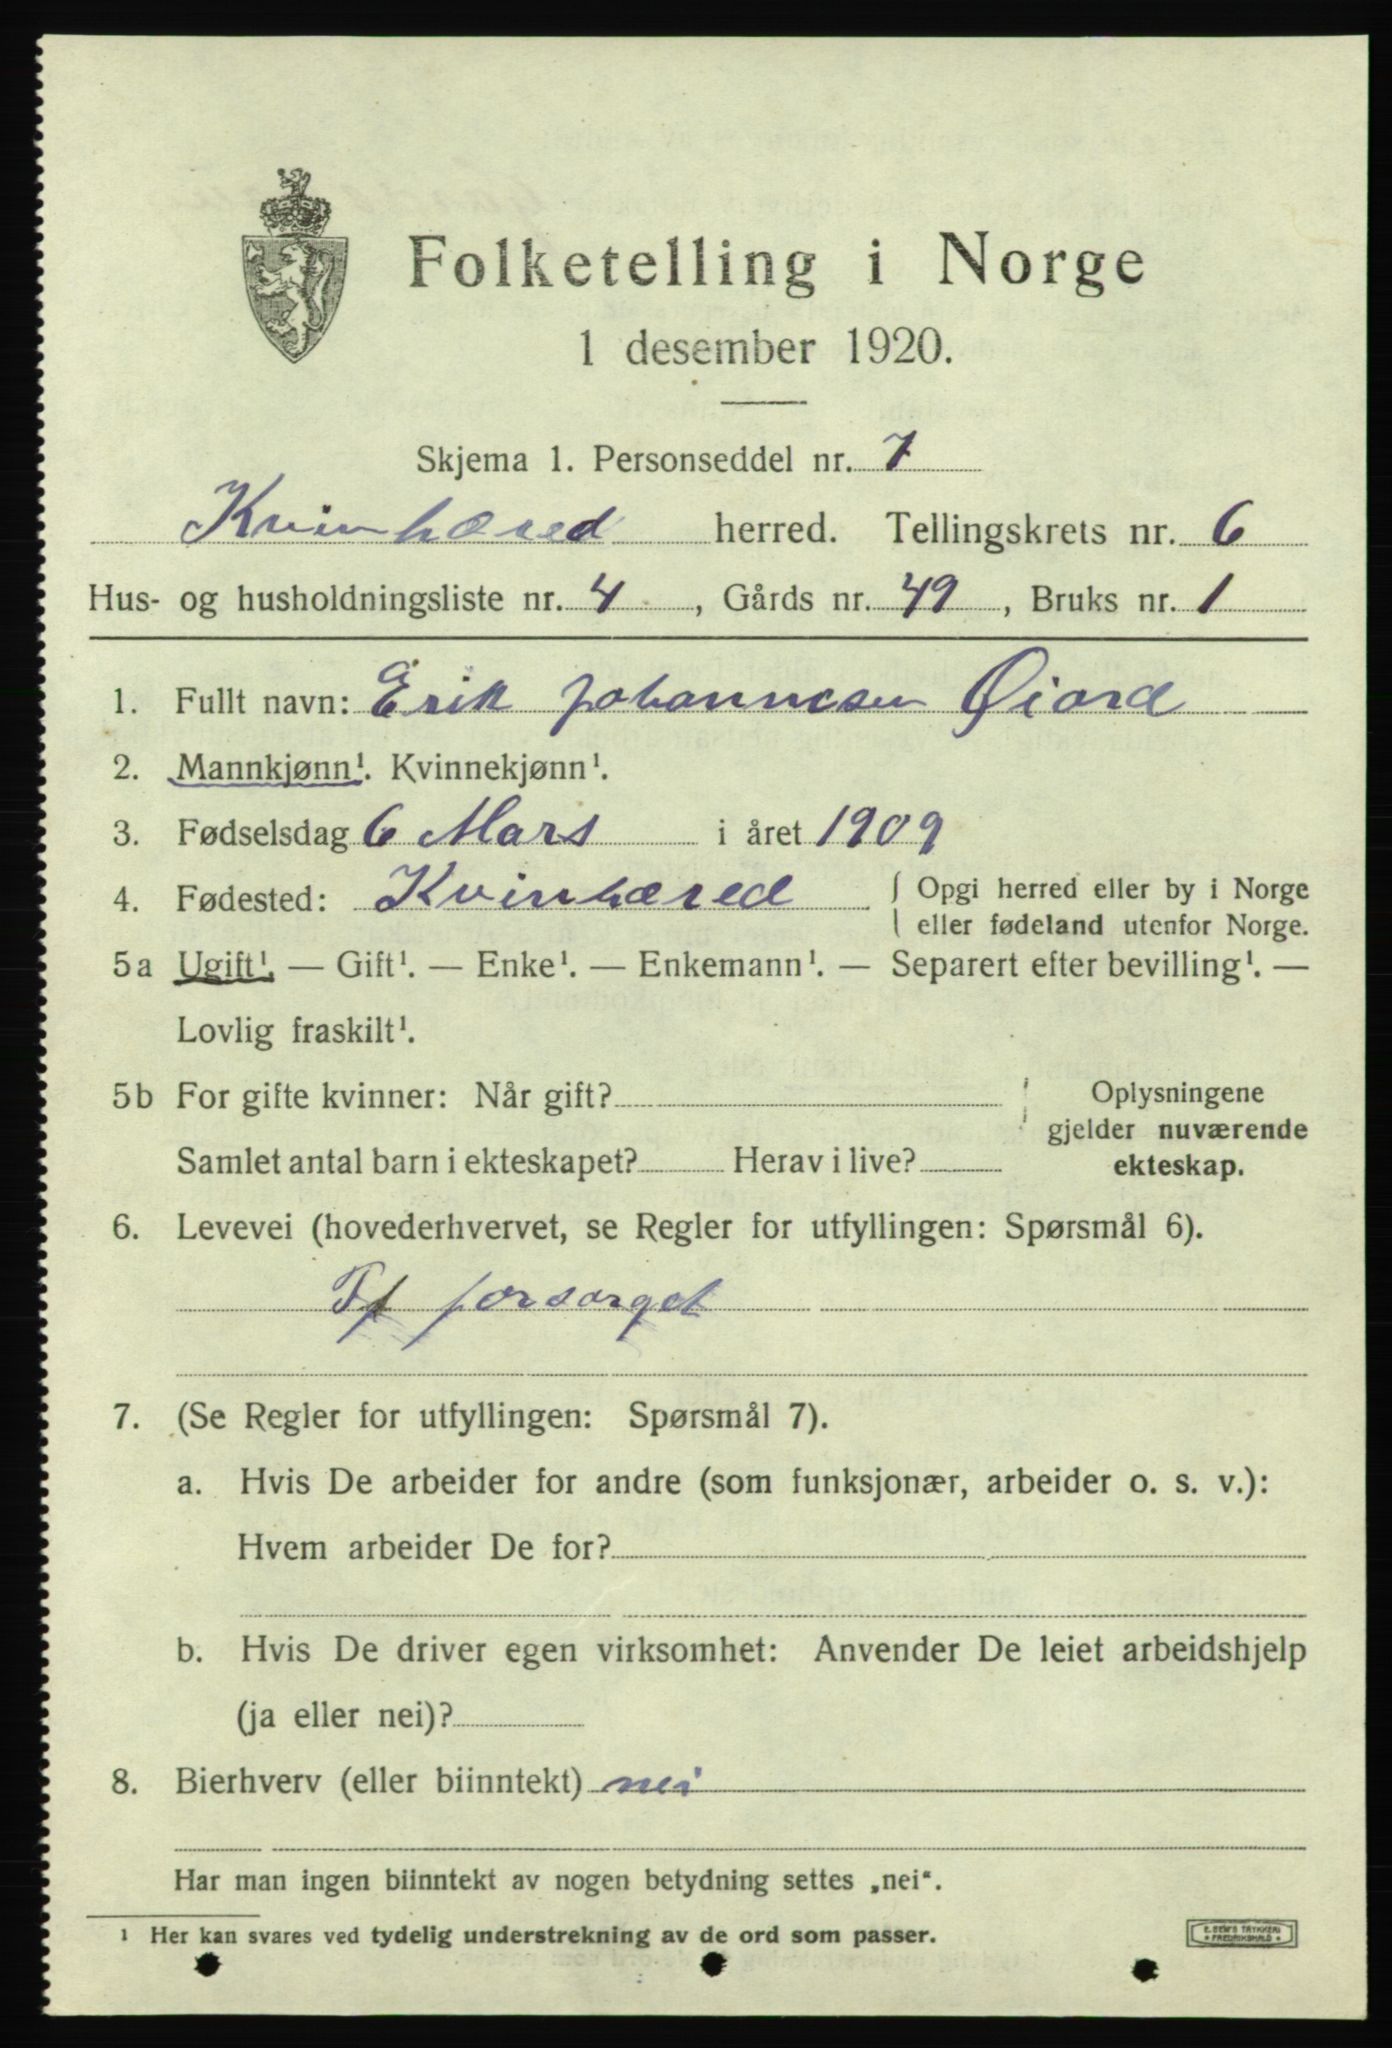 Folketelling i Norge
1 desember 1920.
Skjema 1. Personseddel nr. 7
Kvinhæred herred. Tellingskrets nr. 6
Hus- og husholdningsliste nr. 4, Gårds nr. 49, Bruks nr. 1
1. Fullt navn: Erik Johannesen Øiord
2. Mannkjønn¹. Kvinnekjønn¹.
3. Fødselsdag 6 Mars i året 1909
4. Fødested: Kvinhæred { Opgi herred eller by i Norge
eller fødeland utenfor Norge.
5a Ugift¹. — Gift¹. — Enke¹. — Enkemann¹. — Separert efter bevilling¹. —
Lovlig fraskilt¹.
5b For gifte kvinner: Når gift? Oplysningene
gjelder nuværende
Samlet antal barn i ekteskapet? Herav i live? ekteskap.
6. Levevei (hovederhvervet, se Regler for utfyllingen: Spørsmål 6).
forsorget
7. (Se Regler for utfyllingen: Spørsmål 7).
a. Hvis De arbeider for andre (som funksjonær, arbeider o. s. v.):
Hvem arbeider De for?
b. Hvis De driver egen virksomhet: Anvender De leiet arbeidshjelp
(ja eller nei)?
8. Bierhverv (eller biinntekt) nei
Har man ingen biinntekt av nogen betydning settes „nei“.
¹ Her kan svares ved tydelig understrekning av de ord som passer.
E. SEM'S TRYKKERI
* FREDRIKSHALD *